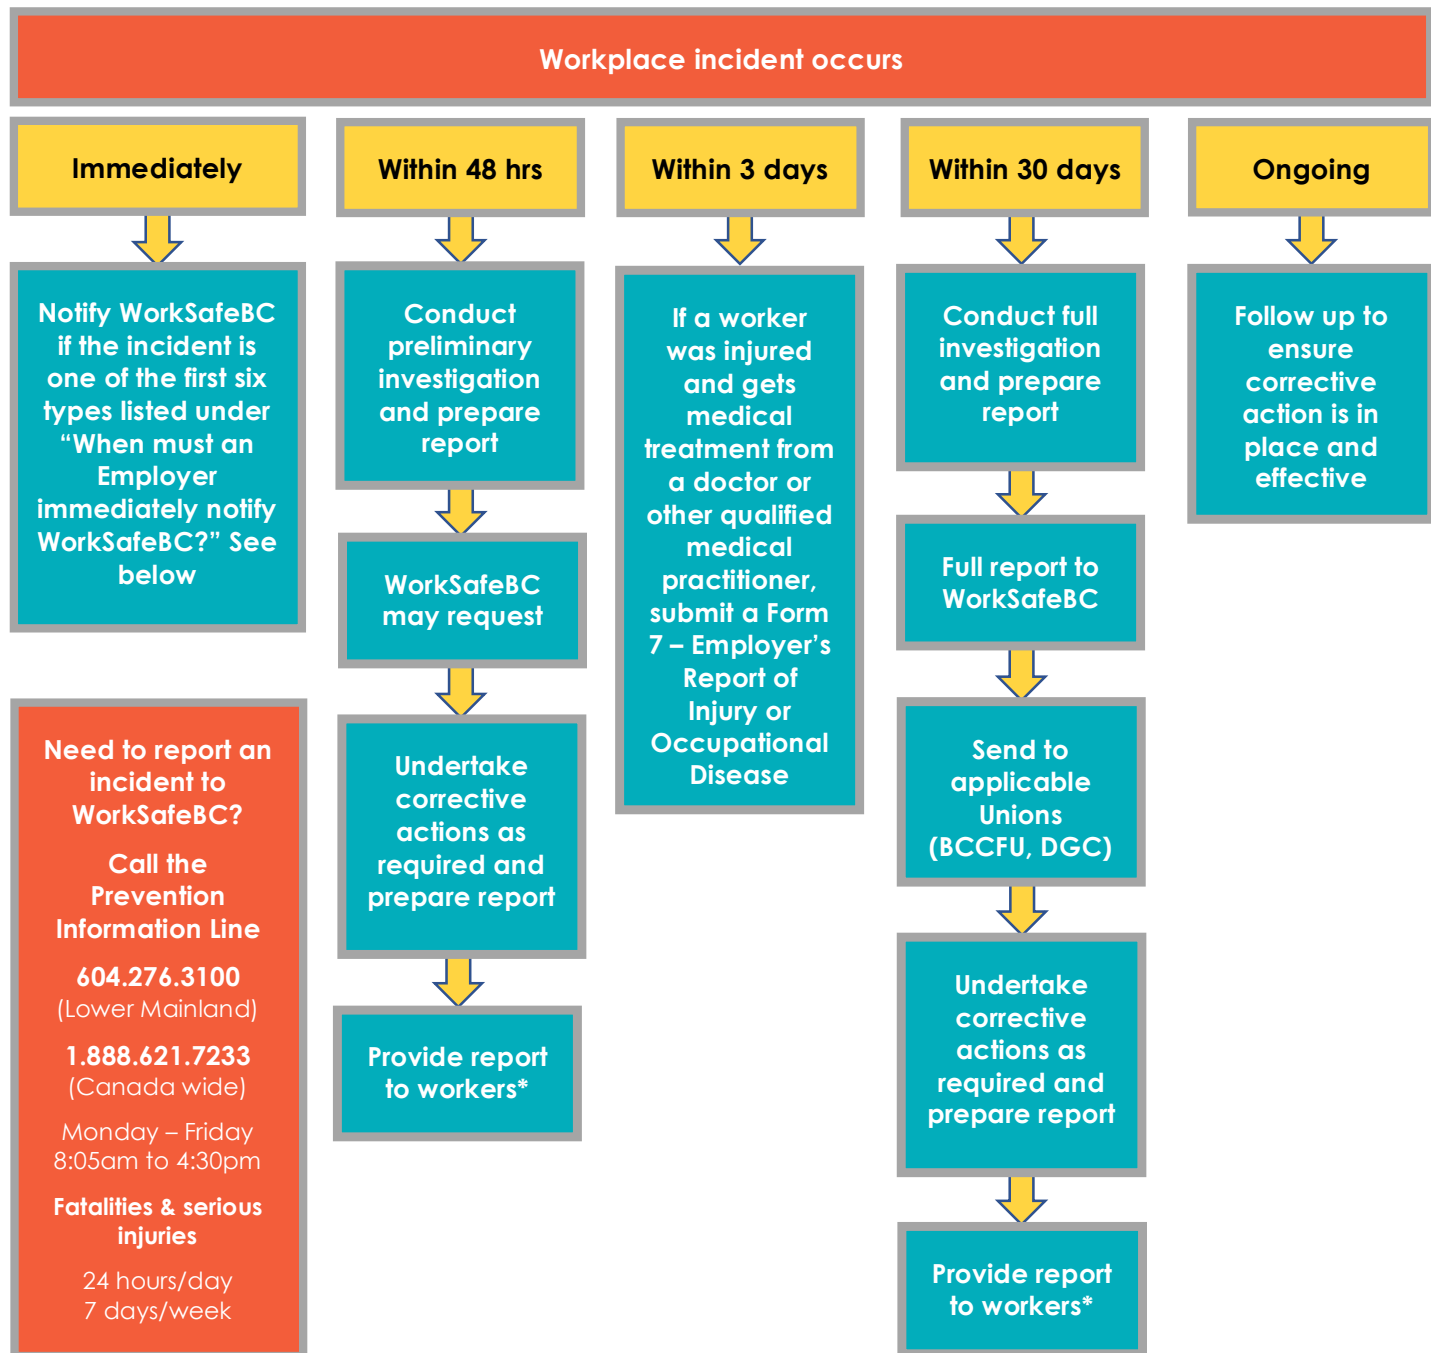 Workplace incident occurs
Immediately
Notify WorkSafeBC
if the incident is
one of the first six
types listed under
“When must an
Employer
immediately notify
WorkSafeBC?” See
below
Need to report an
incident to
WorkSafeBC?
Call the
Prevention
Information Line
604.276.3100
(Lower Mainland)
1.888.621.7233
(Canada wide)
Monday – Friday
8:05am to 4:30pm
Fatalities & serious
injuries
24 hours/day
7 days/week
Within 48 hrs
Conduct
preliminary
investigation
and prepare
report
WorkSafeBC
may request
Undertake
corrective
actions as
required and
prepare report
Provide report
to workers*
Within 3 days
If a worker
was injured
and gets
medical
treatment from
a doctor or
other qualified
medical
practitioner,
submit a Form
7 – Employer’s
Report of
Injury or
Occupational
Disease
Within 30 days
Conduct full
investigation
and prepare
report
Full report to
WorkSafeBC
Send to
applicable
Unions
(BCCFU, DGC)
Undertake
corrective
actions as
required and
prepare report
Provide report
to workers*
Ongoing
Follow up to
ensure
corrective
action is in
place and
effective